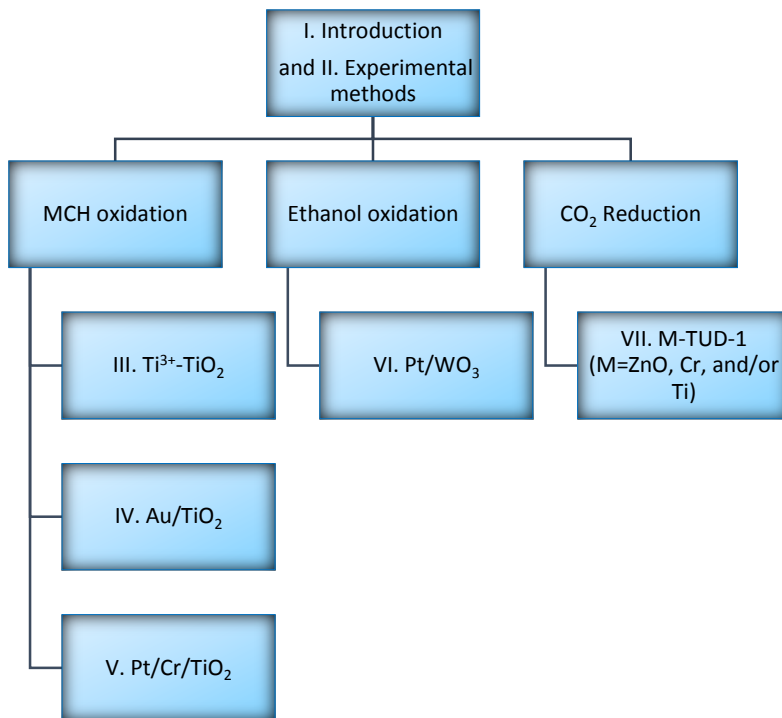 I. Introduction
and II. Experimental
methods
MCH oxidation
Ethanol oxidation
CO₂ Reduction
III. Ti³⁺-TiO₂
VI. Pt/WO₃
VII. M-TUD-1
(M=ZnO, Cr, and/or
Ti)
IV. Au/TiO₂
V. Pt/Cr/TiO₂